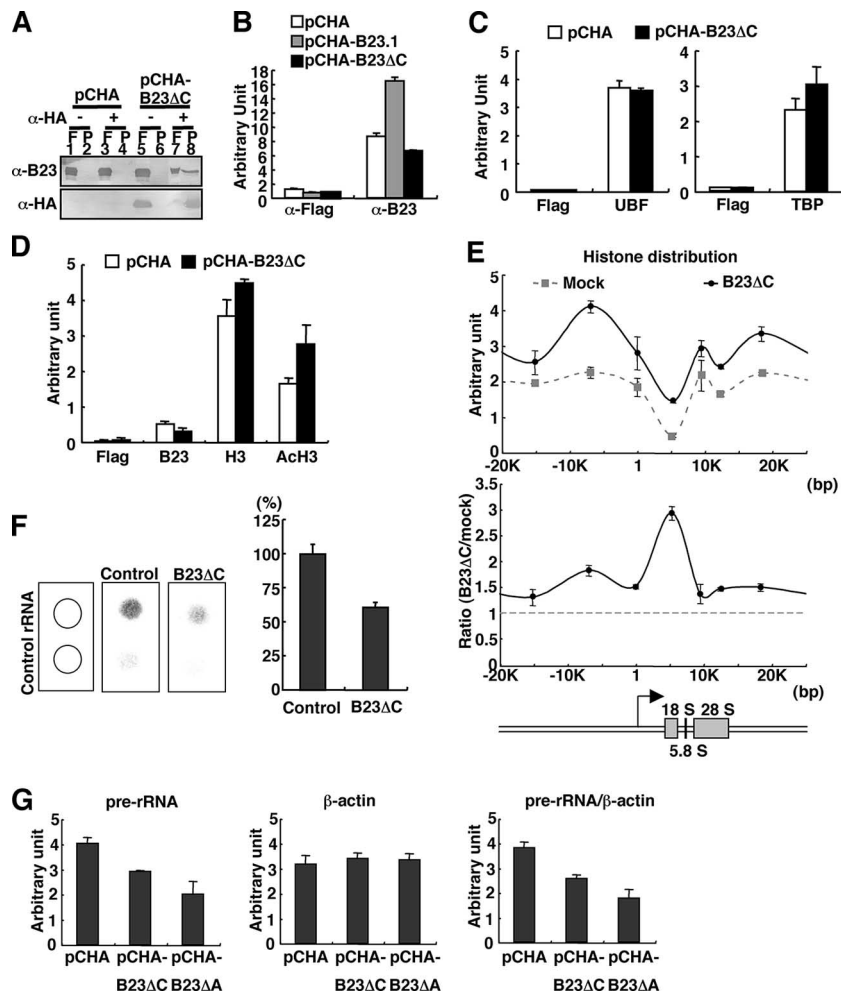 A
pCHA
pCHA-
B23ΔC
α-HA - + - +
F P F P F P F P
1 2 3 4 5 6 7 8
α-B23
α-HA
B
pCHA
pCHA-B23.1
pCHA-B23ΔC
Arbitrary Unit
18
16
14
12
10
8
6
4
2
0
α-Flag α-B23
C
pCHA pCHA-B23ΔC
Arbitrary Unit
5
4
3
2
1
0
Flag UBF
4
3
2
1
0
Flag TBP
D
pCHA pCHA-B23ΔC
Arbitrary unit
5
4
3
2
1
0
Flag B23 H3 AcH3
E
Histone distribution
Mock B23ΔC
Arbitrary unit
5
4
3
2
1
0
-20K -10K 1 10K 20K
(bp)
Ratio (B23ΔC/mock)
3.5
3
2.5
2
1.5
1
0.5
0
-20K -10K 1 10K 20K
(bp)
18 S 28 S
5.8 S
F
Control rRNA
Control B23ΔC
(%)
125
100
75
50
25
0
Control B23ΔC
G
pre-rRNA
Arbitrary unit
5
4
3
2
1
0
pCHA pCHA- pCHA-
B23ΔC B23ΔA
β-actin
Arbitrary unit
5
4
3
2
1
0
pCHA pCHA- pCHA-
B23ΔC B23ΔA
pre-rRNA/β-actin
Arbitrary unit
5
4
3
2
1
0
pCHA pCHA- pCHA-
B23ΔC B23ΔA